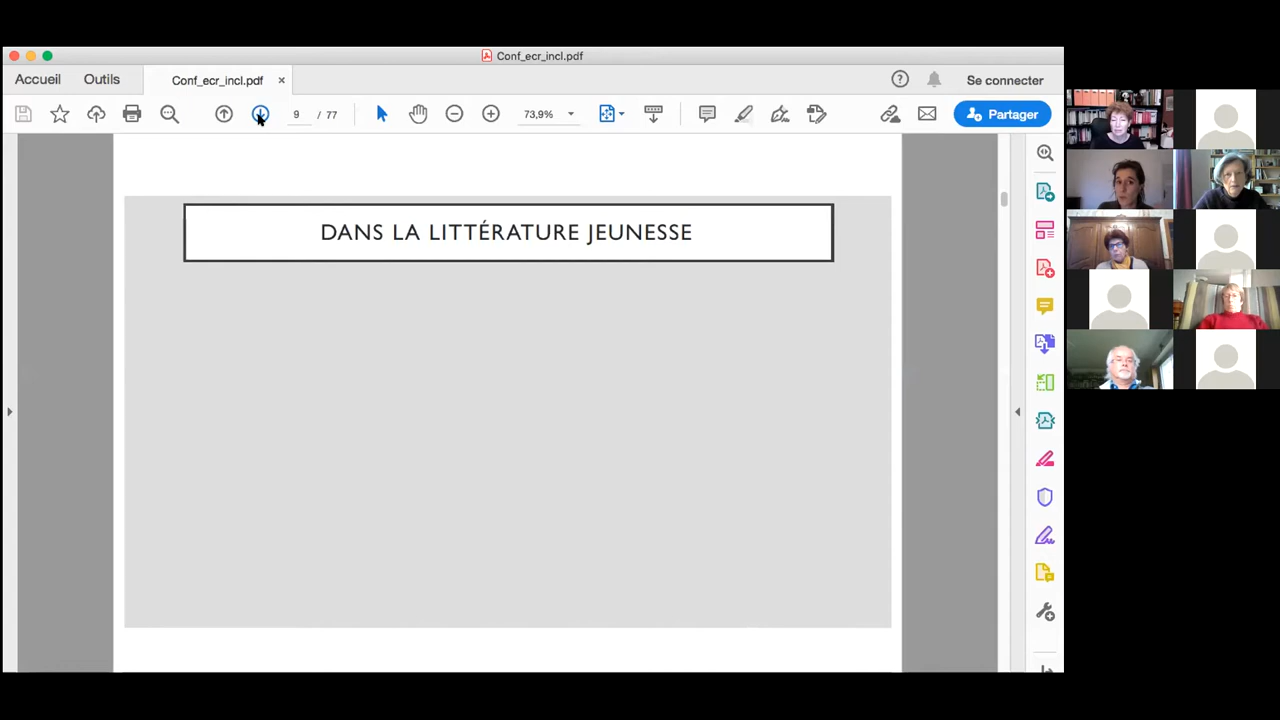 Conf_ecr_incl.pdf
Accueil Outils Conf_ecr_incl.pdf × Se connecter
9 / 77 73,9% Partager
DANS LA LITTÉRATURE JEUNESSE